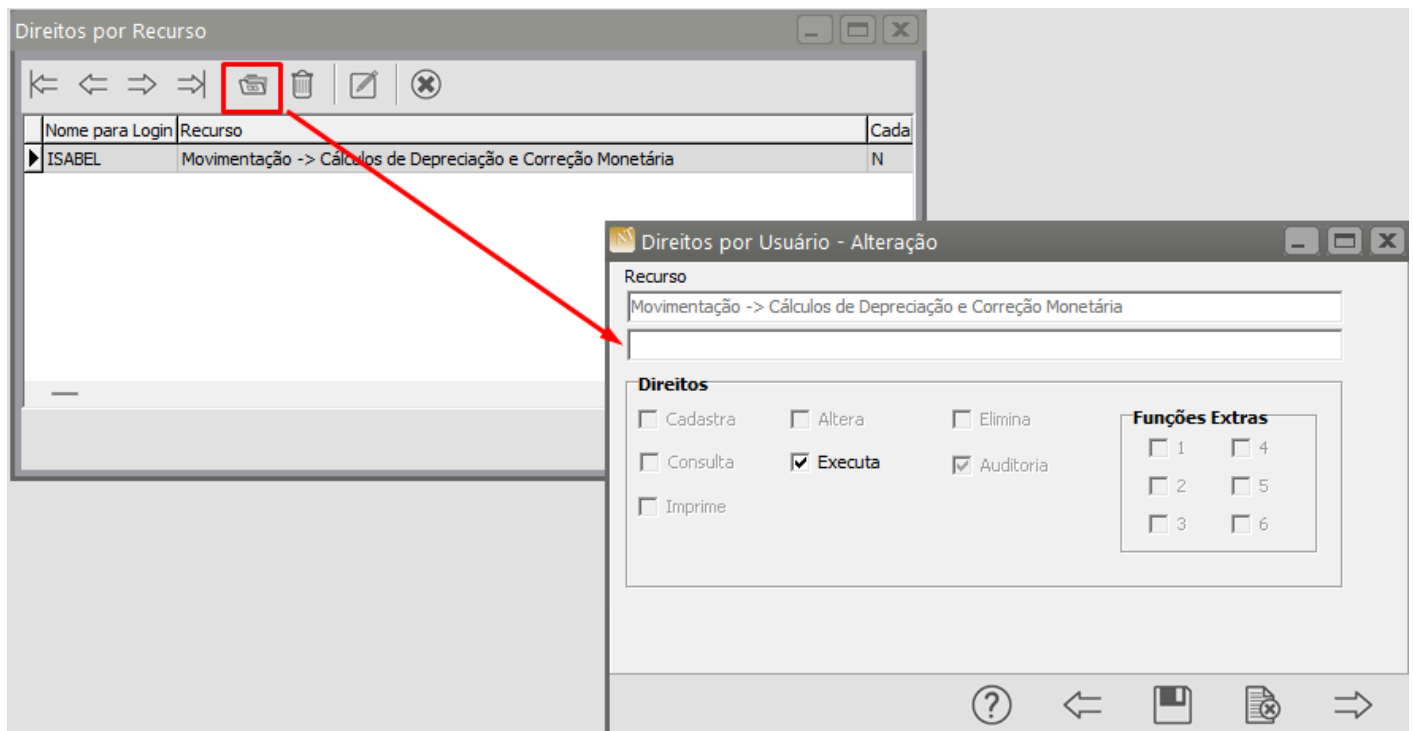 Direitos por Recurso
Nome para Login Recurso Cada
ISABEL Movimentação -> Cálculos de Depreciação e Correção Monetária N
Direitos por Usuário - Alteração
Recurso
Movimentação -> Cálculos de Depreciação e Correção Monetária
Direitos
Cadastra Altera Elimina
Consulta Executa Auditoria
Imprime
Funções Extras
1 4
2 5
3 6